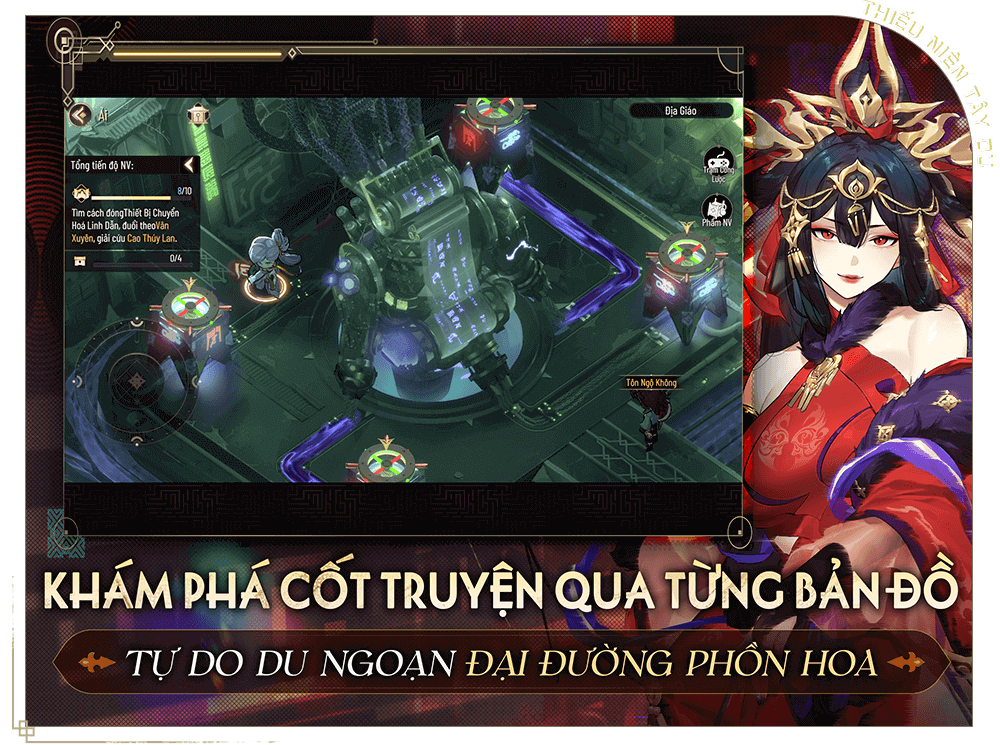 THIẾU NIÊN TÂY DU
Ải
Địa Giáo
Tổng tiến độ NV:
8/10
Tìm cách đóngThiết Bị Chuyển
Hoá Linh Dẫn, đuổi theoVân
Xuyên, giải cứu Cao Thúy Lan.
0/4
Trạm Công
Lược
Phẩm NV
Tôn Ngộ Không
KHÁM PHÁ CỐT TRUYỆN QUA TỪNG BẢN ĐỒ
TỰ DO DU NGOẠN ĐẠI ĐƯỜNG PHỒN HOA